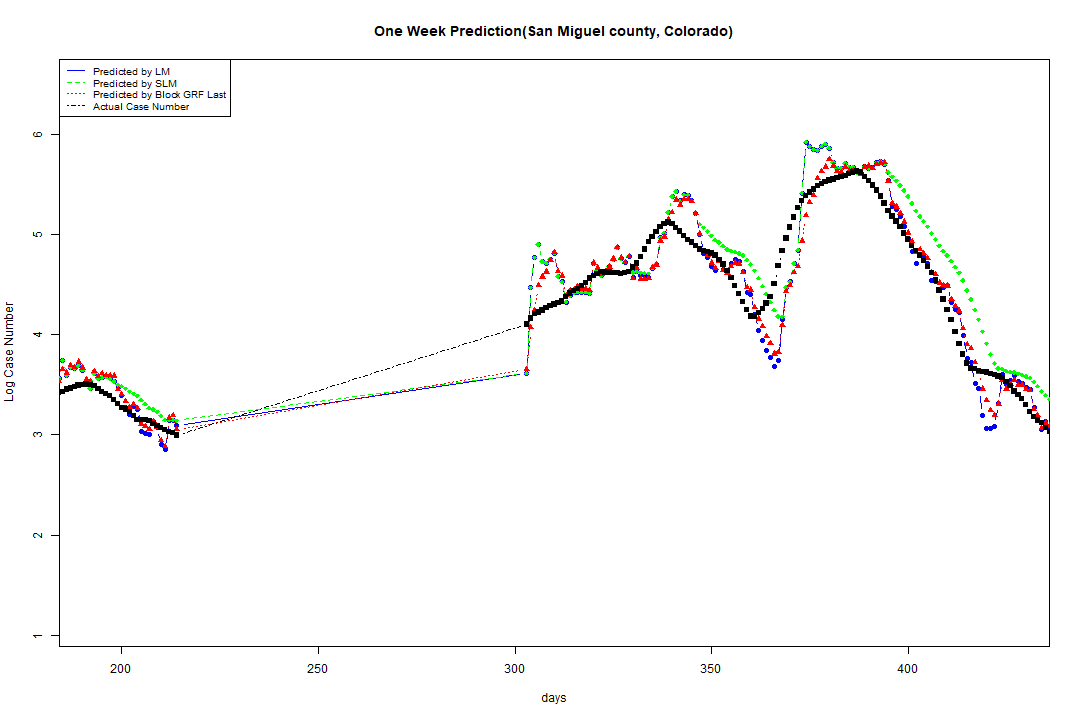 One Week Prediction(San Miguel county, Colorado)
Predicted by LM
Predicted by SLM
Predicted by Block GRF Last
Actual Case Number
6
5
4
3
2
1
Log Case Number
200
250
300
350
400
days